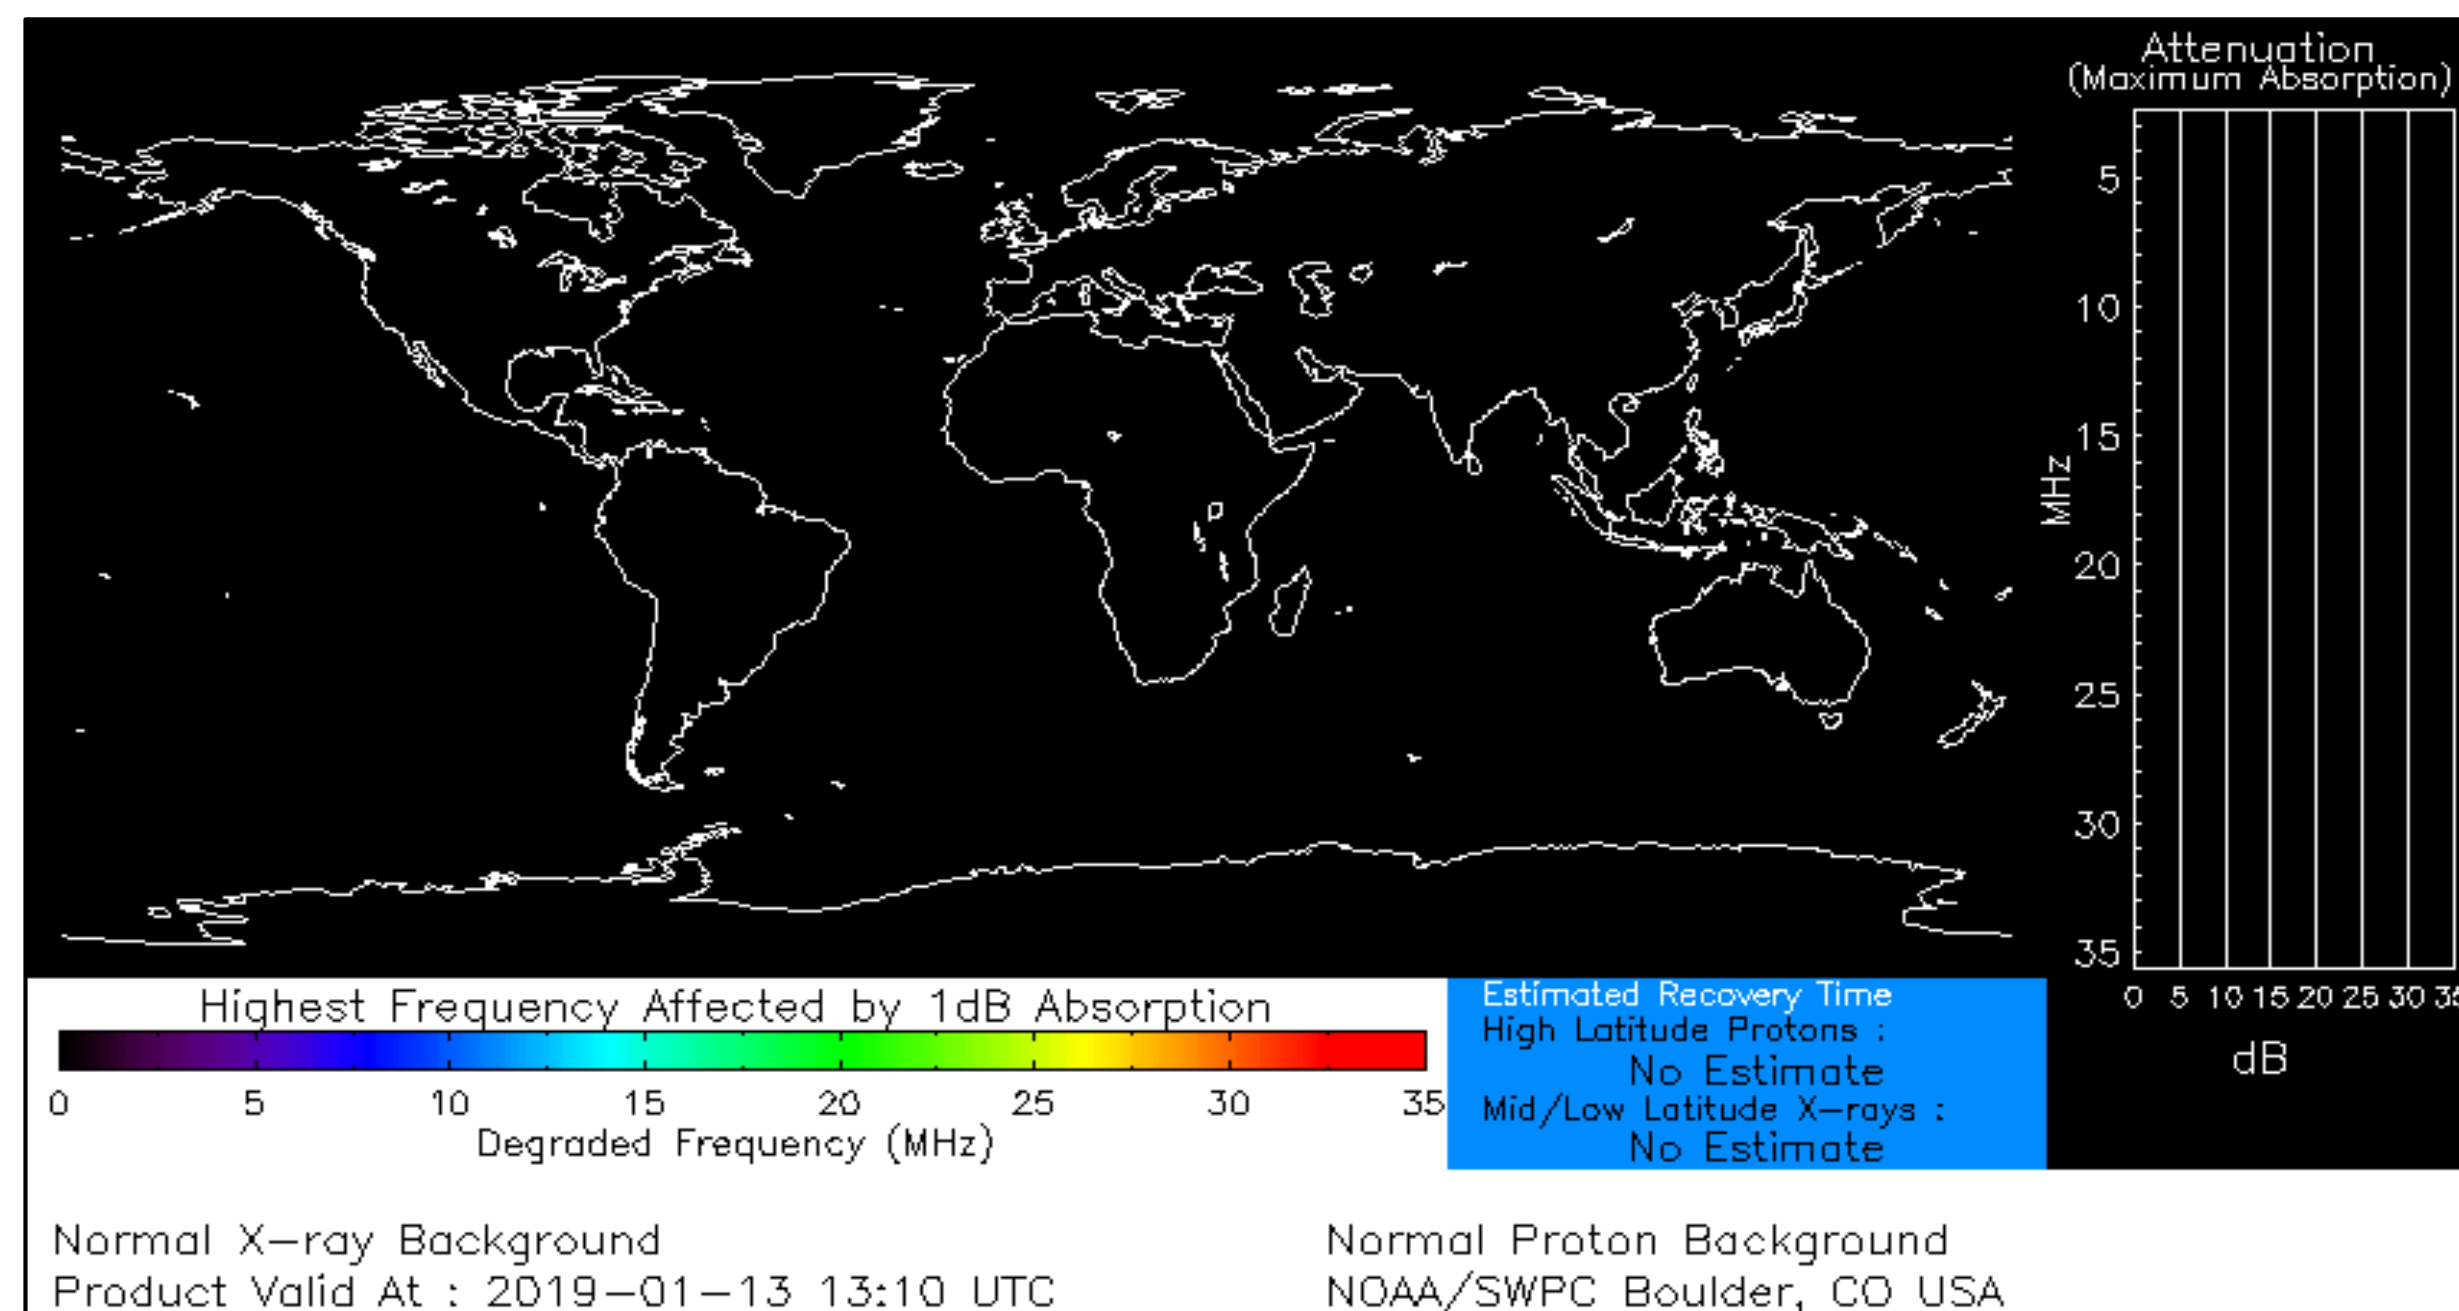 Attenuation
(Maximum Absorption)
5
10
15
20
25
30
35
MHz
0 5 10 15 20 25 30 35
dB
Highest Frequency Affected by 1dB Absorption
0 5 10 15 20 25 30 35
Degraded Frequency (MHz)
Estimated Recovery Time
High Latitude Protons :
No Estimate
Mid/Low Latitude X-rays :
No Estimate
Normal X-ray Background
Normal Proton Background
Product Valid At : 2019-01-13 13:10 UTC
NOAA/SWPC Boulder, CO USA